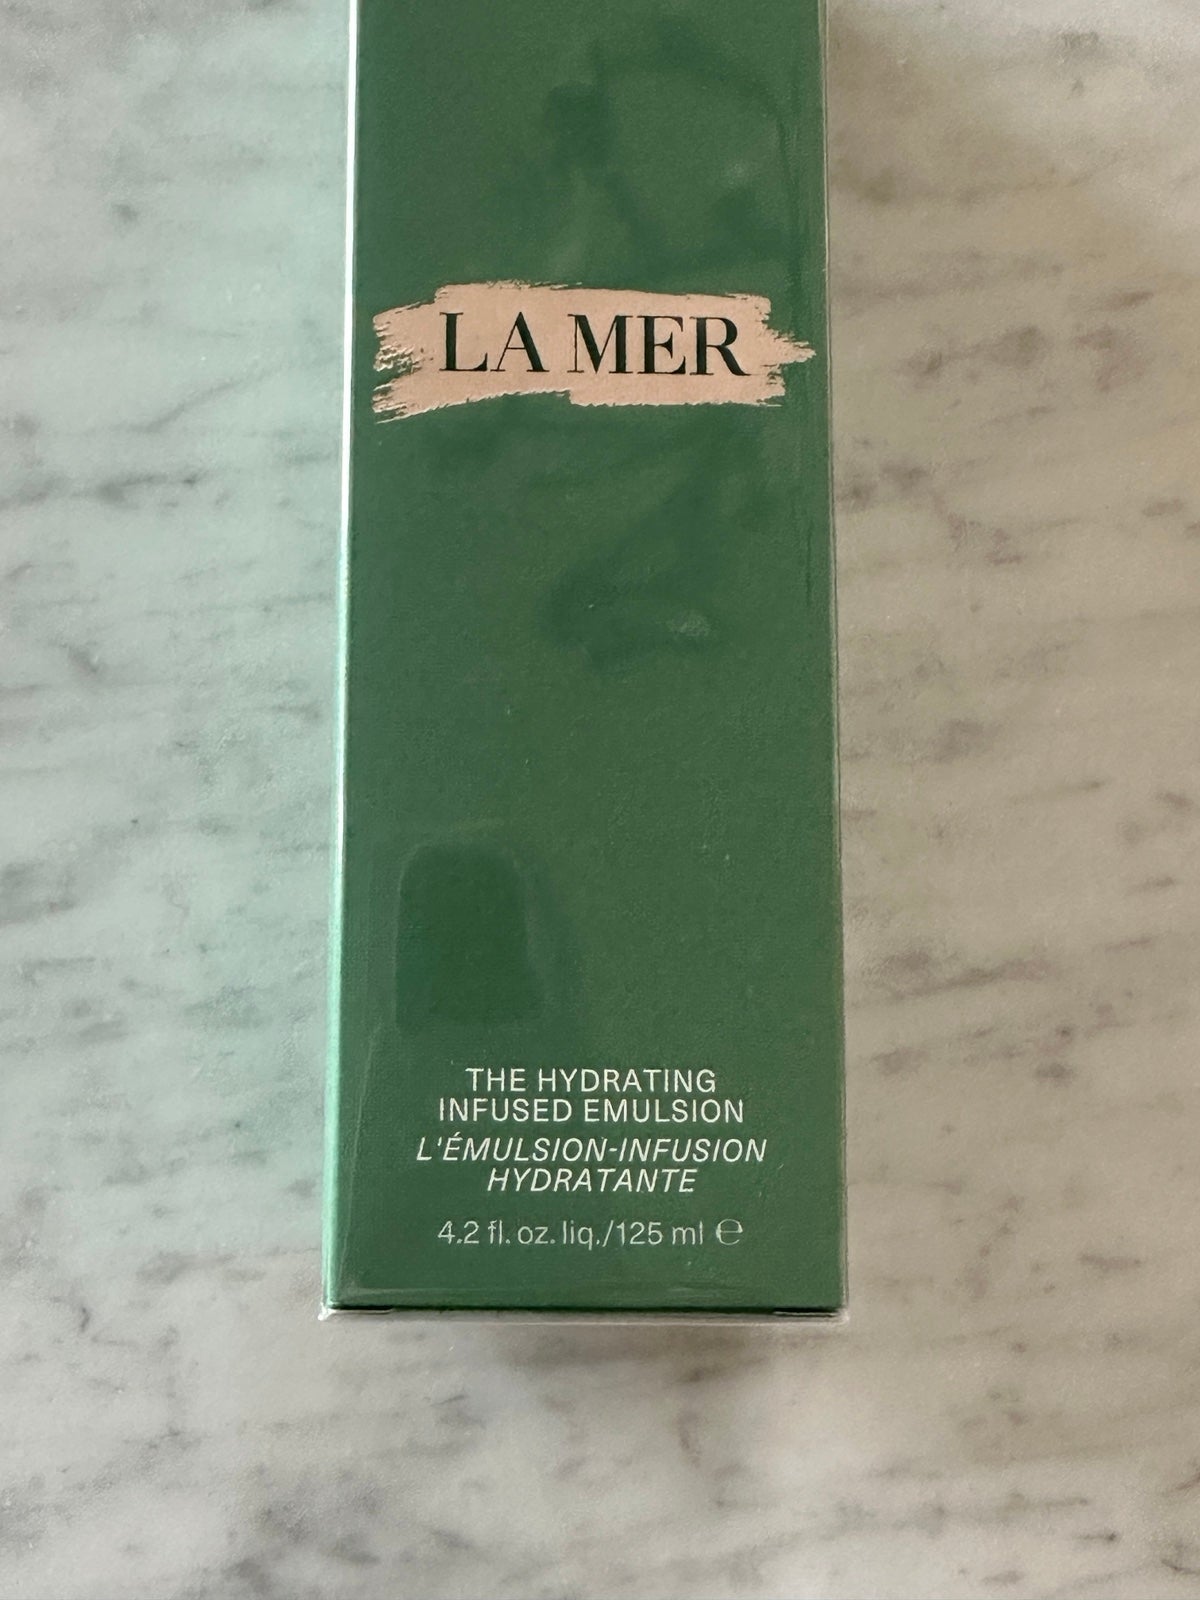 LA MER
THE HYDRATING
INFUSED EMULSION
L'ÉMULSION-INFUSION
HYDRATANTE
4.2 fl. oz. liq./125 ml ℮